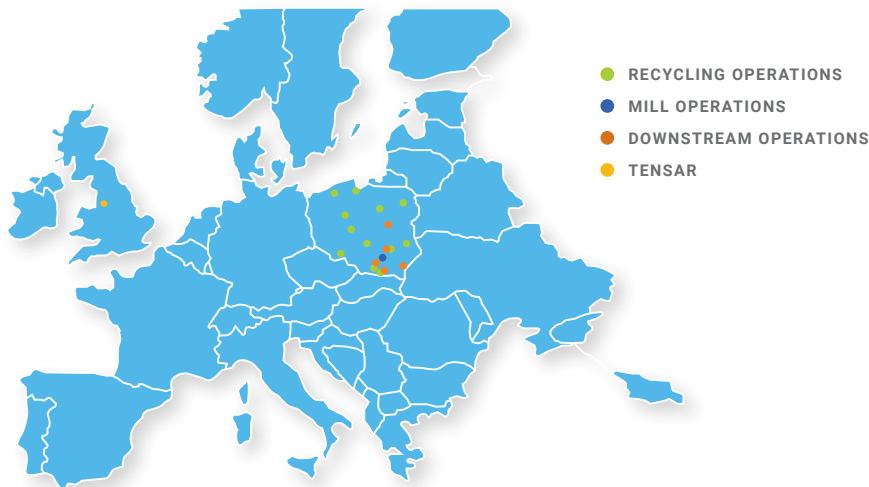 RECYCLING OPERATIONS
MILL OPERATIONS
DOWNSTREAM OPERATIONS
TENSAR